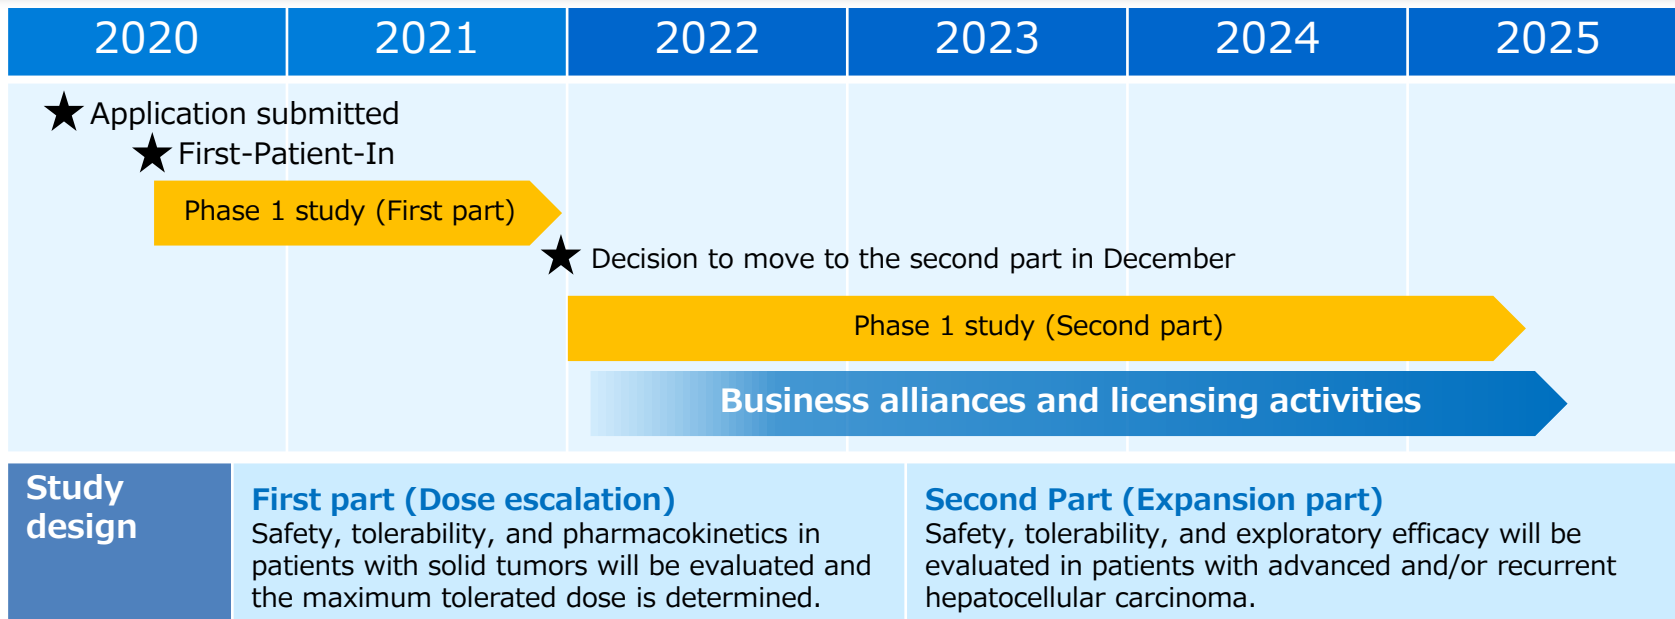 2020 2021 2022 2023 2024 2025
★ Application submitted
★ First-Patient-In
Phase 1 study (First part)
★ Decision to move to the second part in December
Phase 1 study (Second part)
Business alliances and licensing activities
Study
design
First part (Dose escalation)
Safety, tolerability, and pharmacokinetics in
patients with solid tumors will be evaluated and
the maximum tolerated dose is determined.
Second Part (Expansion part)
Safety, tolerability, and exploratory efficacy will be
evaluated in patients with advanced and/or recurrent
hepatocellular carcinoma.